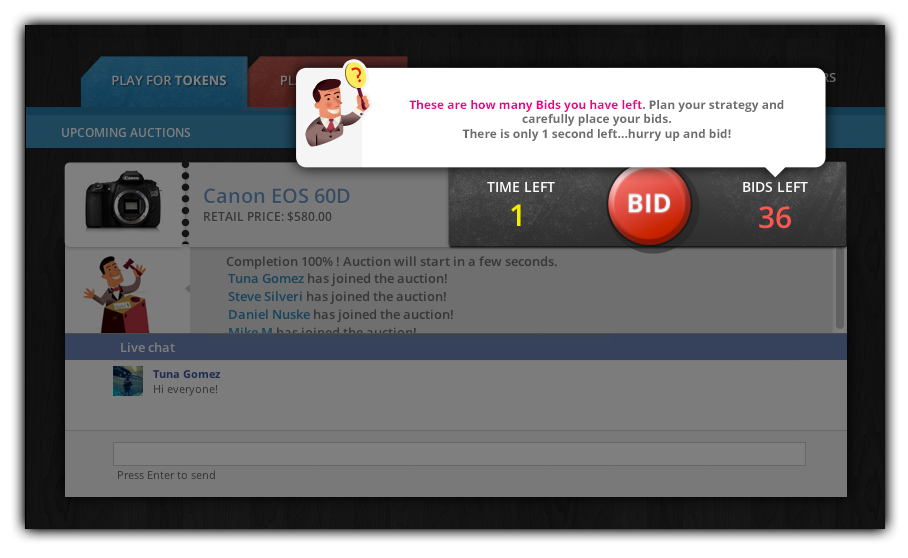 PLAY FOR TOKENS
PL
RS
?
These are how many Bids you have left. Plan your strategy and
carefully place your bids.
There is only 1 second left...hurry up and bid!
UPCOMING AUCTIONS
Canon EOS 60D
RETAIL PRICE: $580.00
TIME LEFT
1
BID
BIDS LEFT
36
Completion 100% ! Auction will start in a few seconds.
Tuna Gomez has joined the auction!
Steve Silveri has joined the auction!
Daniel Nuske has joined the auction!
Mike M has joined the auction!
Live chat
Tuna Gomez
Hi everyone!
Press Enter to send